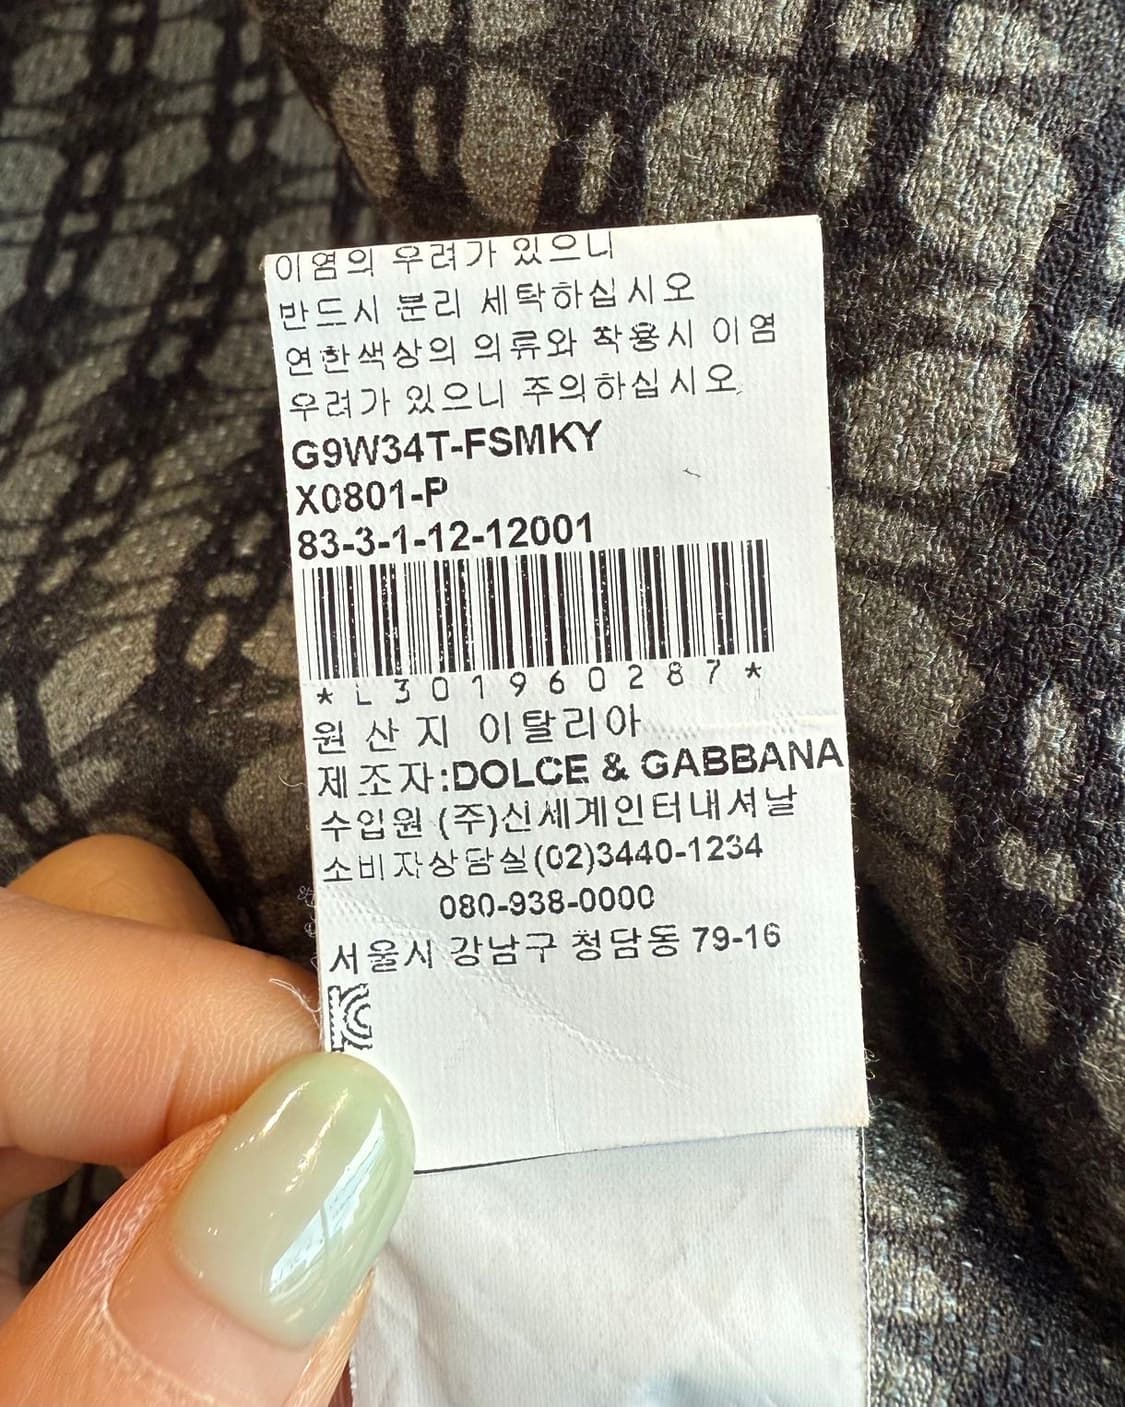 이염의 우려가 있으니
반드시 분리 세탁하십시오
연한색상의 의류와 착용시 이염
우려가 있으니 주의하십시오.
G9W34T-FSMKY
X0801-P
83-3-1-12-12001
*L301960287*
원 산 지 이탈리아
제조자:DOLCE & GABBANA
수입원 (주)신세계인터내셔날
소비자상담실(02)3440-1234
080-938-0000
서울시 강남구 청담동 79-16
KC